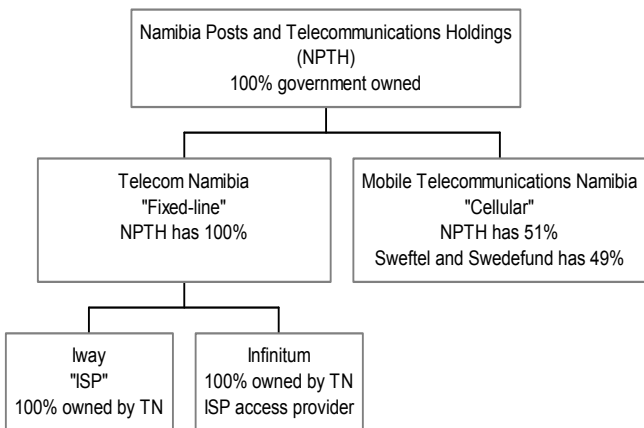 Namibia Posts and Telecommunications Holdings
(NPTH)
100% government owned
Telecom Namibia
"Fixed-line"
NPTH has 100%
Mobile Telecommunications Namibia
"Cellular"
NPTH has 51%
Sweftel and Swedefund has 49%
Iway
"ISP"
100% owned by TN
Infinitum
100% owned by TN
ISP access provider